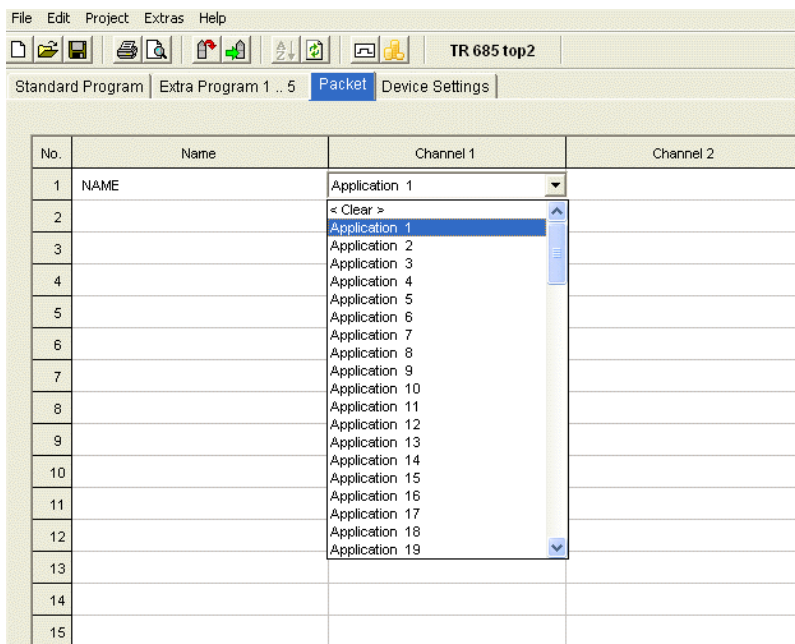 File Edit Project Extras Help
TR 685 top2
Standard Program Extra Program 1 .. 5 Packet Device Settings
No. Name Channel 1 Channel 2
1 NAME Application 1
< Clear >
2
Application 1
Application 2
3
Application 3
4
Application 4
5
Application 5
Application 6
6
Application 7
Application 8
7
Application 9
Application 10
8
Application 11
Application 12
9
Application 13
Application 14
10
Application 15
Application 16
11
Application 17
12
Application 18
Application 19
13
14
15